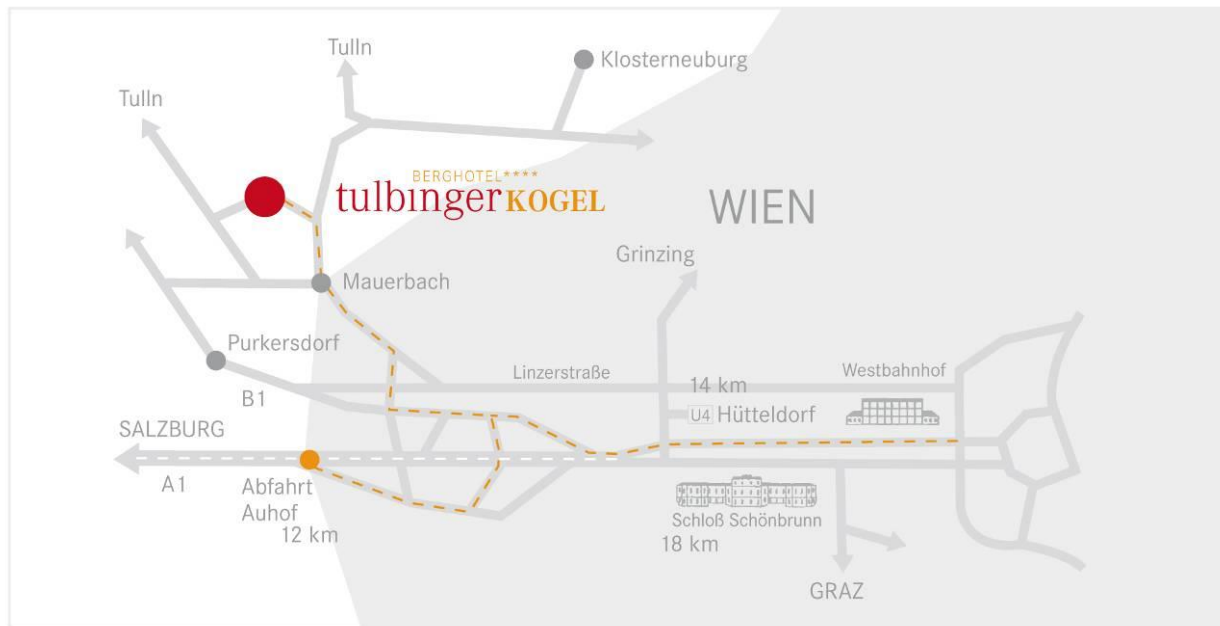 Tulln
Klosterneuburg
Tulln
BERGHOTEL****
tulbingerKOGEL
WIEN
Grinzing
Mauerbach
Purkersdorf
Linzerstraße
Westbahnhof
14 km
B1
U4 Hütteldorf
SALZBURG
A1
Abfahrt
Auhof
12 km
Schloß Schönbrunn
18 km
GRAZ